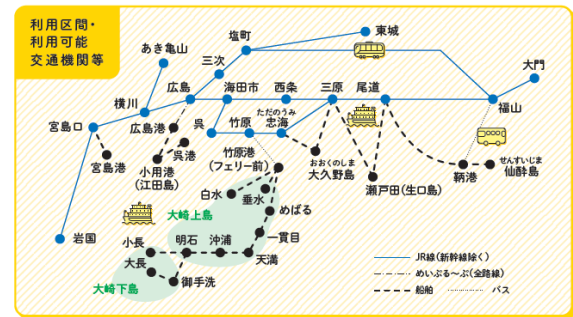 利用区間・
利用可能
交通機関等
東城
塩町
あき亀山
三次
大門
広島
海田市
西条
三原
尾道
横川
福山
宮島口
広島港
呉
竹原
ただのうみ
忠海
宮島港
呉港
小用港
(江田島)
竹原港
(フェリー前)
おおくのしま
大久野島
瀬戸田(生口島)
鞆港
せんすいじま
仙酔島
白水
垂水
めばる
大崎上島
一貫目
岩国
小長
明石
沖浦
天満
大長
御手洗
大崎下島
JR線(新幹線除く)
めいぷる〜ぷ(全路線)
船舶
バス